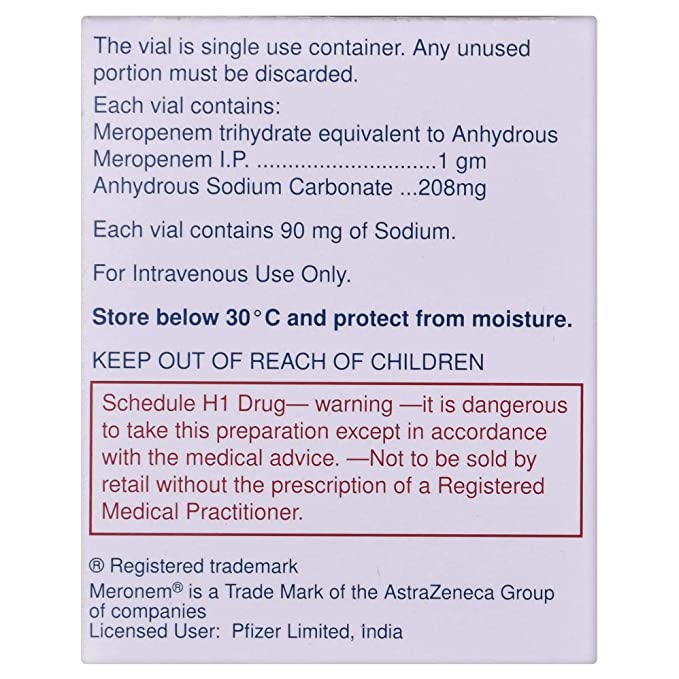 The vial is single use container. Any unused
portion must be discarded.
Each vial contains:
Meropenem trihydrate equivalent to Anhydrous
Meropenem I.P. .............................1 gm
Anhydrous Sodium Carbonate ...208mg
Each vial contains 90 mg of Sodium.
For Intravenous Use Only.
Store below 30°C and protect from moisture.
KEEP OUT OF REACH OF CHILDREN
Schedule H1 Drug— warning —it is dangerous
to take this preparation except in accordance
with the medical advice. —Not to be sold by
retail without the prescription of a Registered
Medical Practitioner.
® Registered trademark
Meronem® is a Trade Mark of the AstraZeneca Group
of companies
Licensed User: Pfizer Limited, India